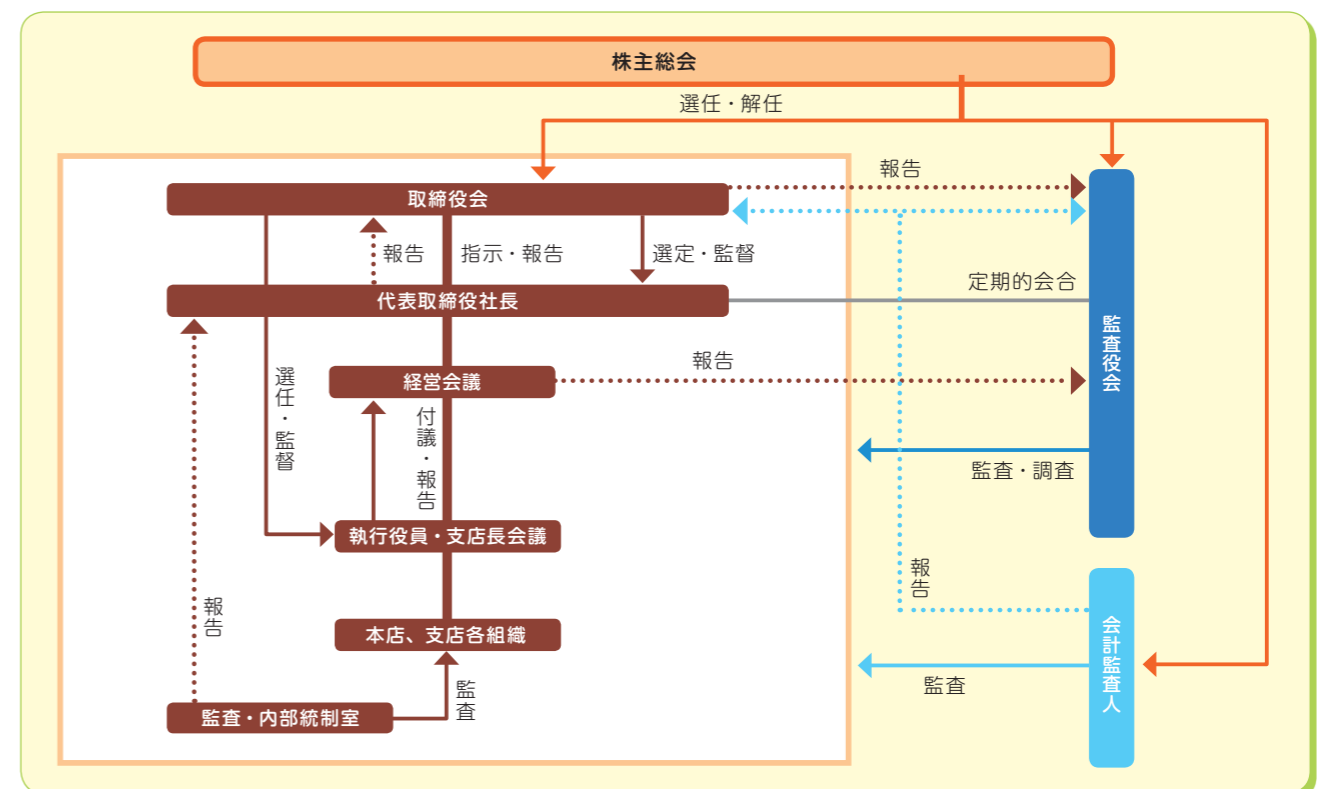 株主総会
選任・解任
報告
取締役会
報告
指示・報告
選定・監督
定期的会合
代表取締役社長
監査役会
報告
選任・監督
経営会議
付議・報告
監査・調査
執行役員・支店長会議
報告
報告
会計監査人
本店、支店各組織
監査
監査
監査・内部統制室